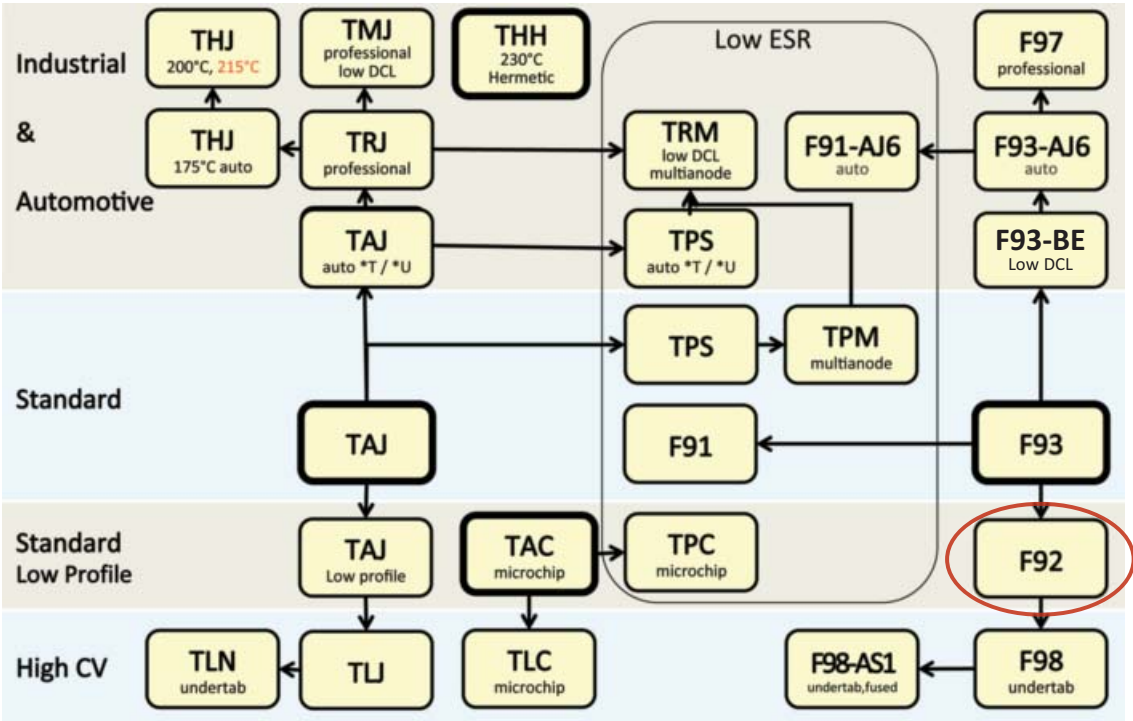 Industrial
&
Automotive
THJ
200°C, 215°C
TMJ
professional
low DCL
THH
230°C
Hermetic
Low ESR
F97
professional
THJ
175°C auto
TRJ
professional
TRM
low DCL
multianode
F91-AJ6
auto
F93-AJ6
auto
TAJ
auto *T / *U
TPS
auto *T / *U
F93-BE
Low DCL
Standard
TPS
TPM
multianode
TAJ
F91
F93
Standard
Low Profile
TAJ
Low profile
TAC
microchip
TPC
microchip
F92
High CV
TLN
undertab
TLJ
TLC
microchip
F98-AS1
undertab,fused
F98
undertab